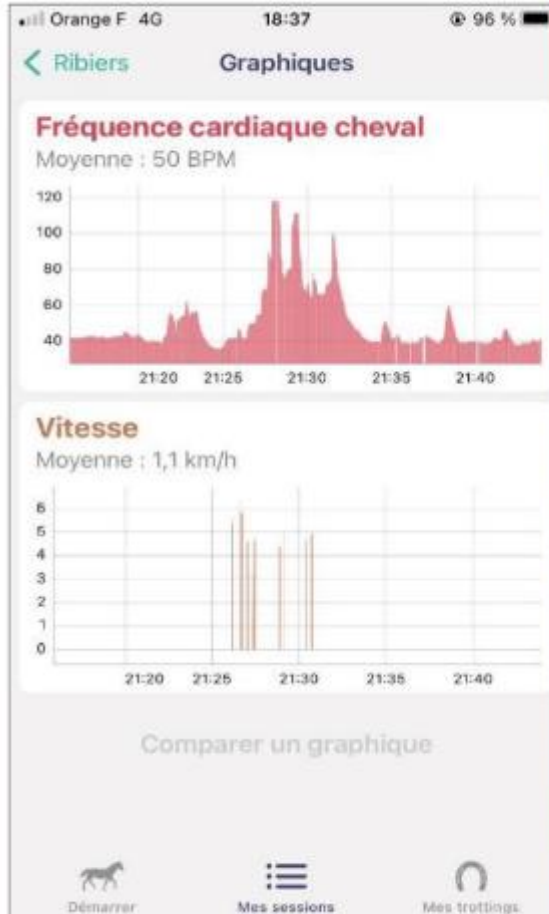 Orange F 4G 18:37 96 %
Ribiers Graphiques
Fréquence cardiaque cheval
Moyenne : 50 BPM
120
100
80
60
40
21:20 21:25 21:30 21:35 21:40
Vitesse
Moyenne : 1,1 km/h
6
5
4
3
2
1
0
21:20 21:25 21:30 21:35 21:40
Comparer un graphique
Démarrer Mes sessions Mes trottings